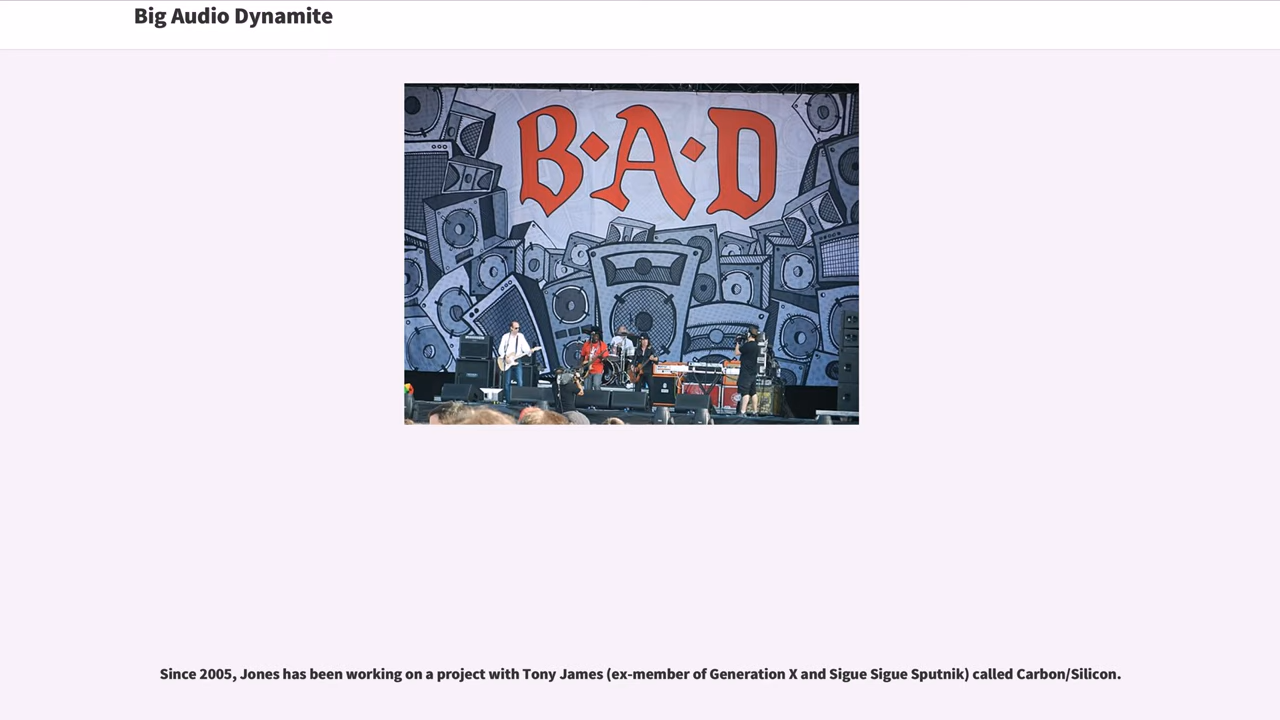 Big Audio Dynamite
B·A·D
Since 2005, Jones has been working on a project with Tony James (ex-member of Generation X and Sigue Sigue Sputnik) called Carbon/Silicon.